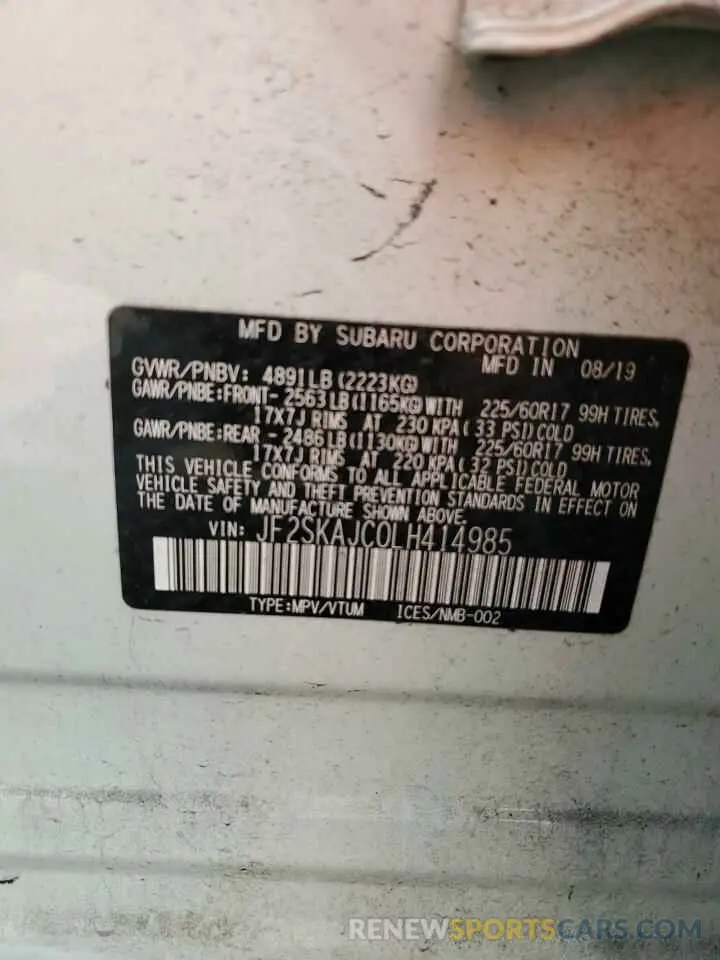 MFD BY SUBARU CORPORATION
MFD IN 08/19
GVWR/PNBV: 4891LB(2223KG)
GAWR/PNBE:FRONT- 2563LB(1165KG)WITH 225/60R17 99H TIRES,
17X7J RIMS AT 230 KPA(33 PSI)COLD
GAWR/PNBE:REAR - 2486LB(1130KG)WITH 225/60R17 99H TIRES,
17X7J RIMS AT 220 KPA(32 PSI)COLD
THIS VEHICLE CONFORMS TO ALL APPLICABLE FEDERAL MOTOR
VEHICLE SAFETY AND THEFT PREVENTION STANDARDS IN EFFECT ON
THE DATE OF MANUFACTURE SHOWN ABOVE.
VIN: JF2SKAJC0LH414985
TYPE:MPV/VTUM ICES/NMB-002
RENEWSPORTSCARS.COM